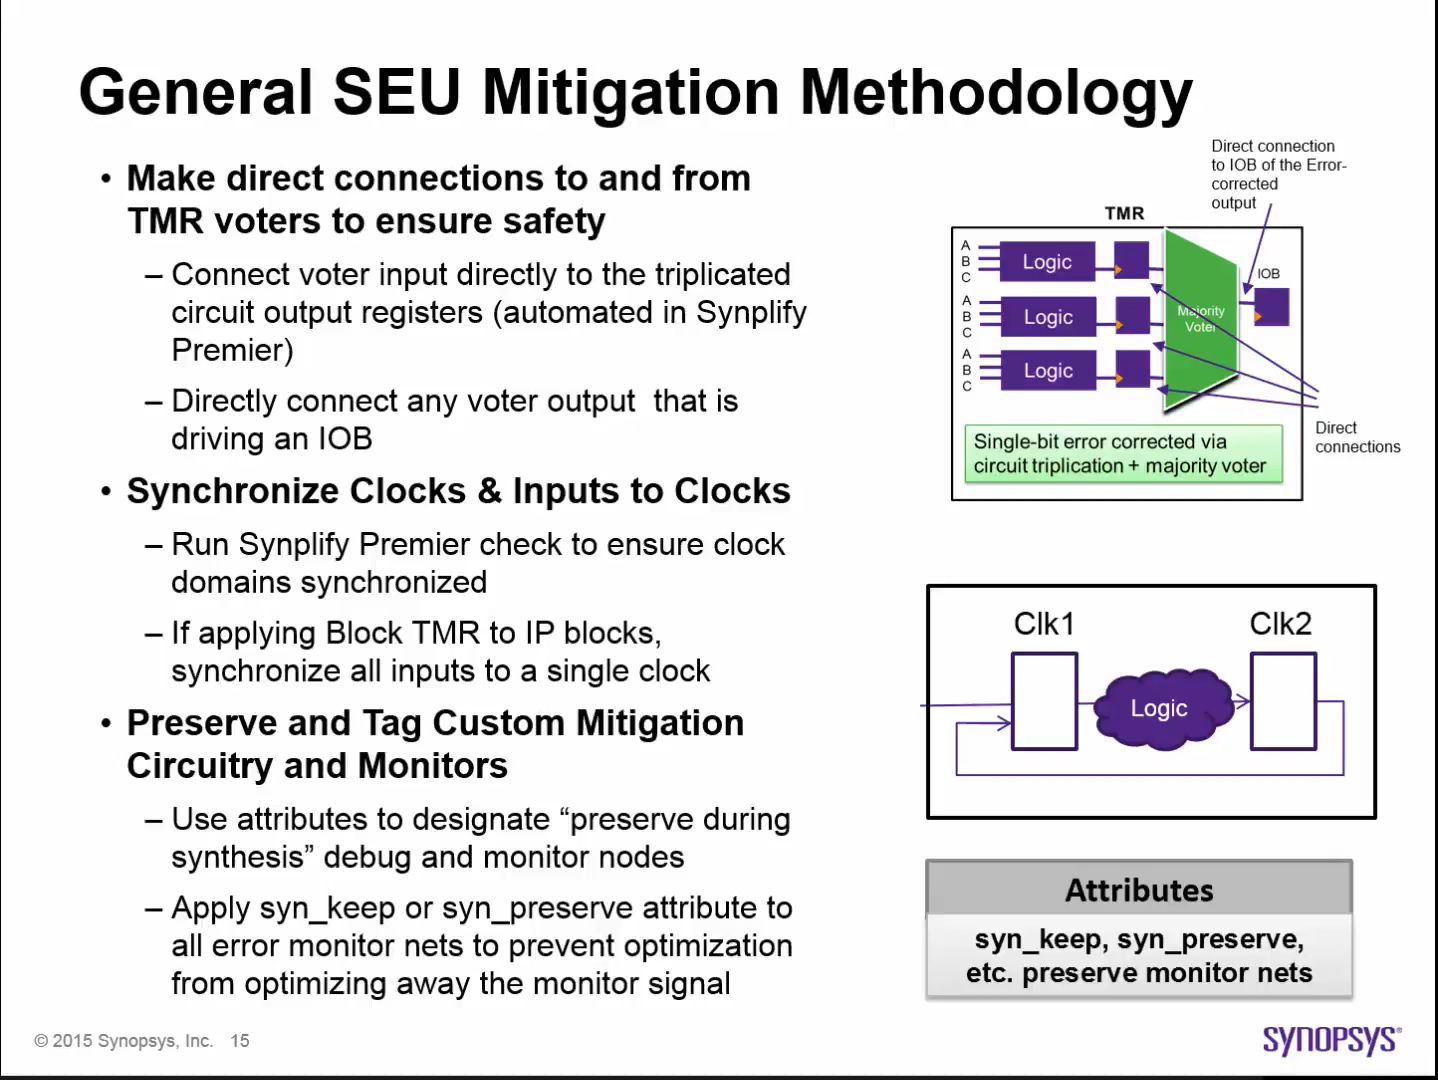 General SEU Mitigation Methodology
• Make direct connections to and from
TMR voters to ensure safety
– Connect voter input directly to the triplicated
circuit output registers (automated in Synplify
Premier)
– Directly connect any voter output  that is
driving an IOB
• Synchronize Clocks & Inputs to Clocks
– Run Synplify Premier check to ensure clock
domains synchronized
– If applying Block TMR to IP blocks,
synchronize all inputs to a single clock
• Preserve and Tag Custom Mitigation
Circuitry and Monitors
– Use attributes to designate “preserve during
synthesis” debug and monitor nodes
– Apply syn_keep or syn_preserve attribute to
all error monitor nets to prevent optimization
from optimizing away the monitor signal
Direct connection
to IOB of the Error-
corrected
output
TMR
A
B
C
Logic
A
B
C
Logic
A
B
C
Logic
Majority
Voter
IOB
Direct
connections
Single-bit error corrected via
circuit triplication + majority voter
Clk1
Clk2
Logic
Attributes
syn_keep, syn_preserve,
etc. preserve monitor nets
© 2015 Synopsys, Inc. 15
SYNOPSYS®